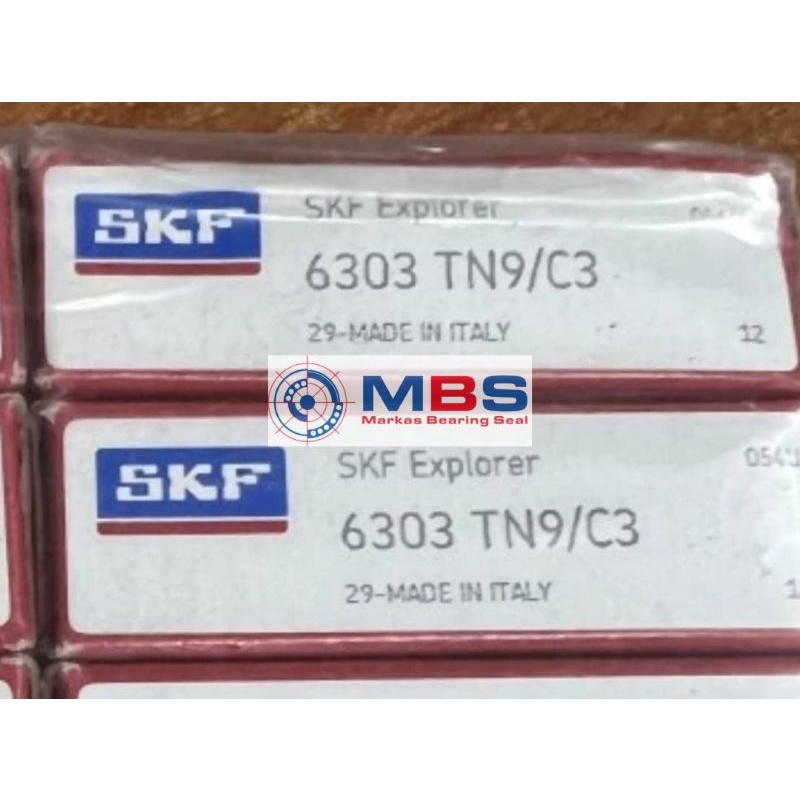 SKF
SKF Explorer
6303 TN9/C3
29-MADE IN ITALY
12
MBS
Markas Bearing Seal
SKF
SKF Explorer
6303 TN9/C3
29-MADE IN ITALY